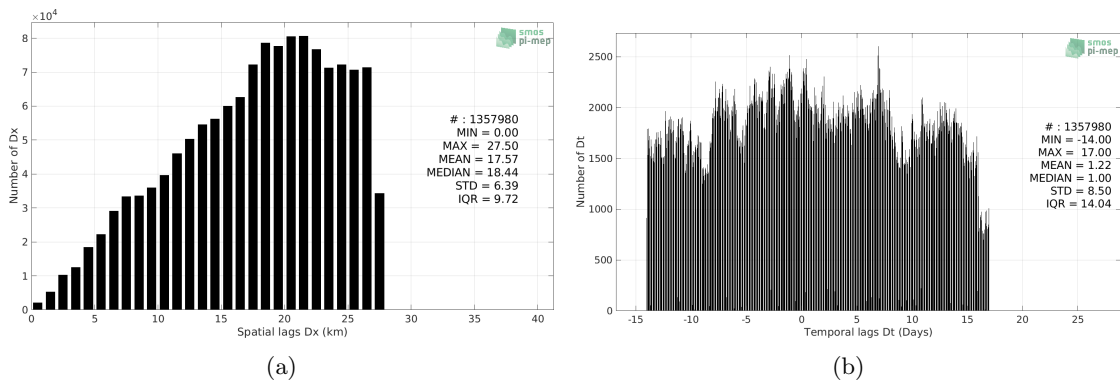 ×10⁴
8
7
6
5
4
3
2
1
0
Number of Dx
0 5 10 15 20 25 30 35 40
Spatial lags Dx (km)
smos
pi-mep
# : 1357980
MIN = 0.00
MAX = 27.50
MEAN = 17.57
MEDIAN = 18.44
STD = 6.39
IQR = 9.72
(a)
2500
2000
1500
1000
500
0
Number of Dt
-15 -10 -5 0 5 10 15 20 25
Temporal lags Dt (Days)
smos
pi-mep
# : 1357980
MIN = -14.00
MAX = 17.00
MEAN = 1.22
MEDIAN = 1.00
STD = 8.50
IQR = 14.04
(b)